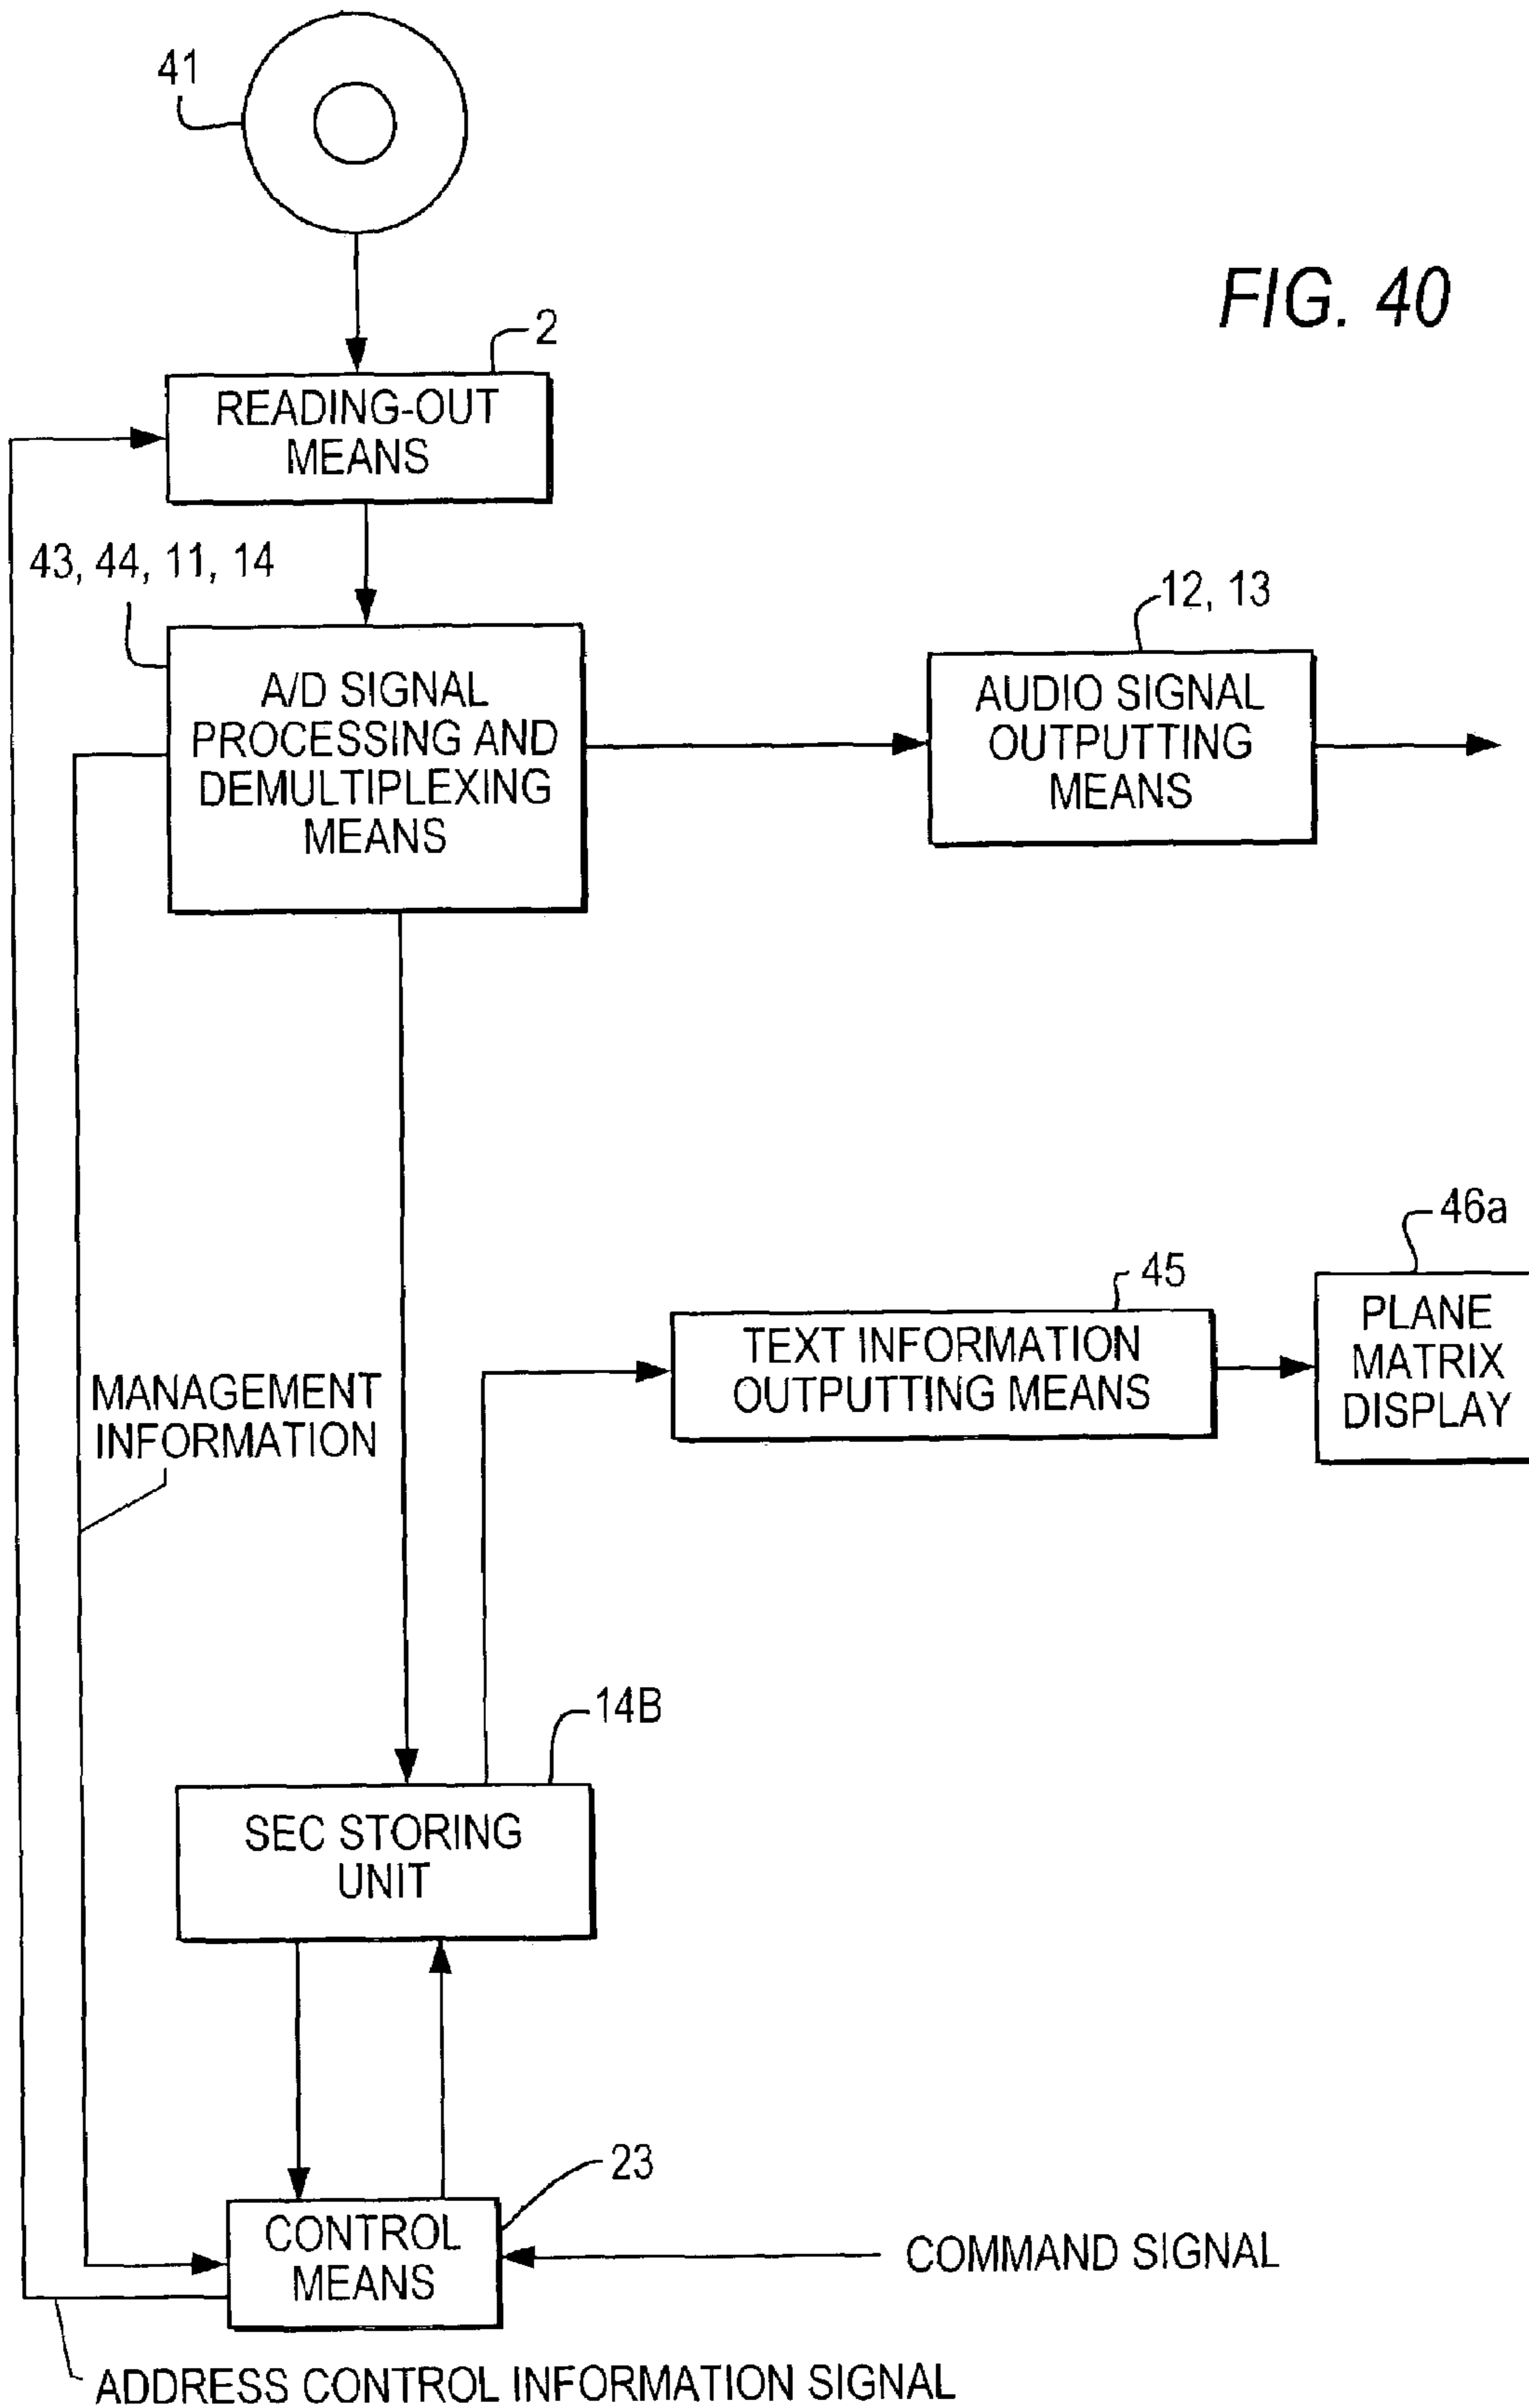 41
FIG. 40
2
READING-OUT
MEANS
43, 44, 11, 14
12, 13
A/D SIGNAL
PROCESSING AND
DEMULTIPLEXING
MEANS
AUDIO SIGNAL
OUTPUTTING
MEANS
46a
45
PLANE
MATRIX
DISPLAY
TEXT INFORMATION
OUTPUTTING MEANS
MANAGEMENT
INFORMATION
14B
SEC STORING
UNIT
23
CONTROL
MEANS
COMMAND SIGNAL
ADDRESS CONTROL INFORMATION SIGNAL